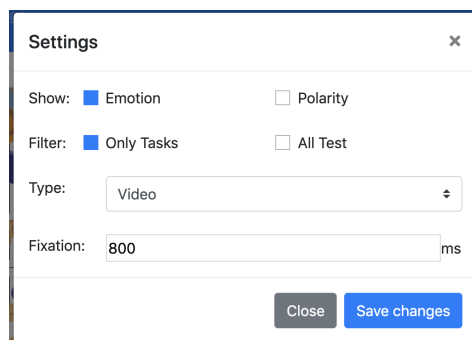 Settings ×
Show: Emotion Polarity
Filter: Only Tasks All Test
Type: Video
Fixation: 800 ms
Close Save changes